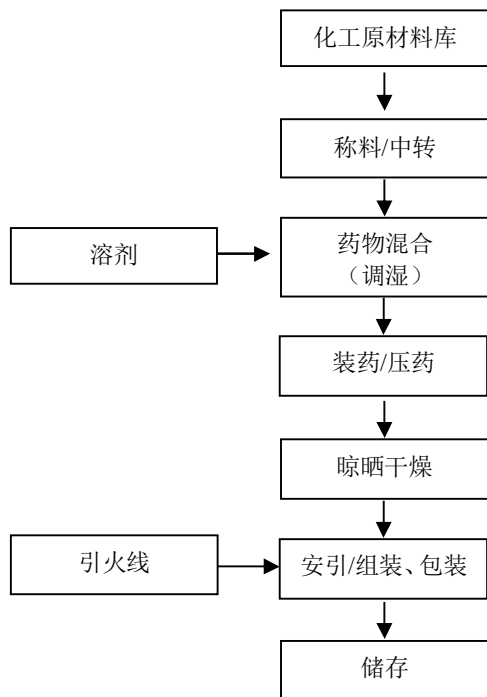 化工原材料库
称料/中转
溶剂
药物混合
（调湿）
装药/压药
晾晒干燥
引火线
安引/组装、包装
储存